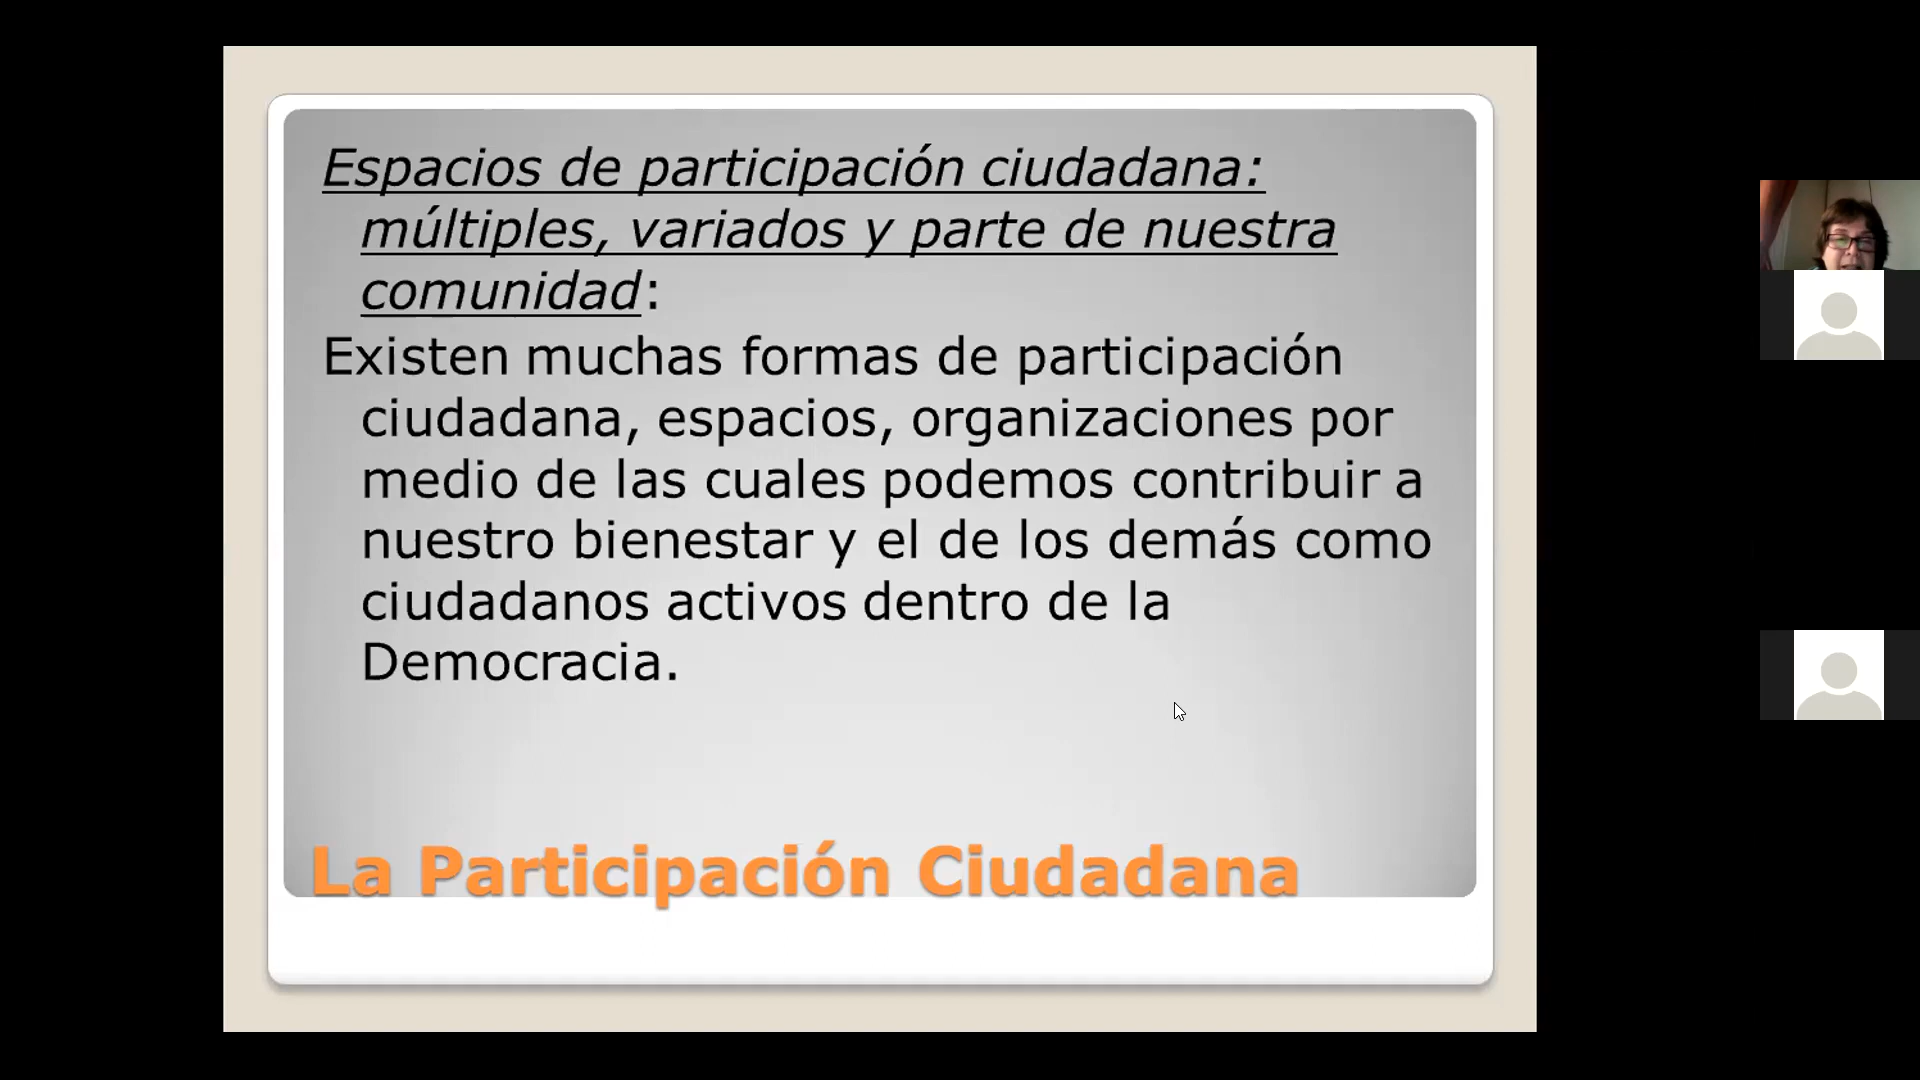 Espacios de participación ciudadana:
múltiples, variados y parte de nuestra
comunidad:
Existen muchas formas de participación
ciudadana, espacios, organizaciones por
medio de las cuales podemos contribuir a
nuestro bienestar y el de los demás como
ciudadanos activos dentro de la
Democracia.
La Participación Ciudadana